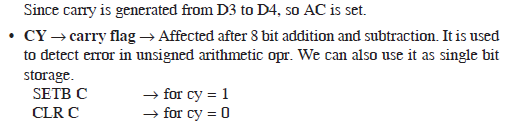 Since carry is generated from D3 to D4, so AC is set.
• CY → carry flag → Affected after 8 bit addition and subtraction. It is used
to detect error in unsigned arithmetic opr. We can also use it as single bit
storage.
SETB C → for cy = 1
CLR C → for cy = 0